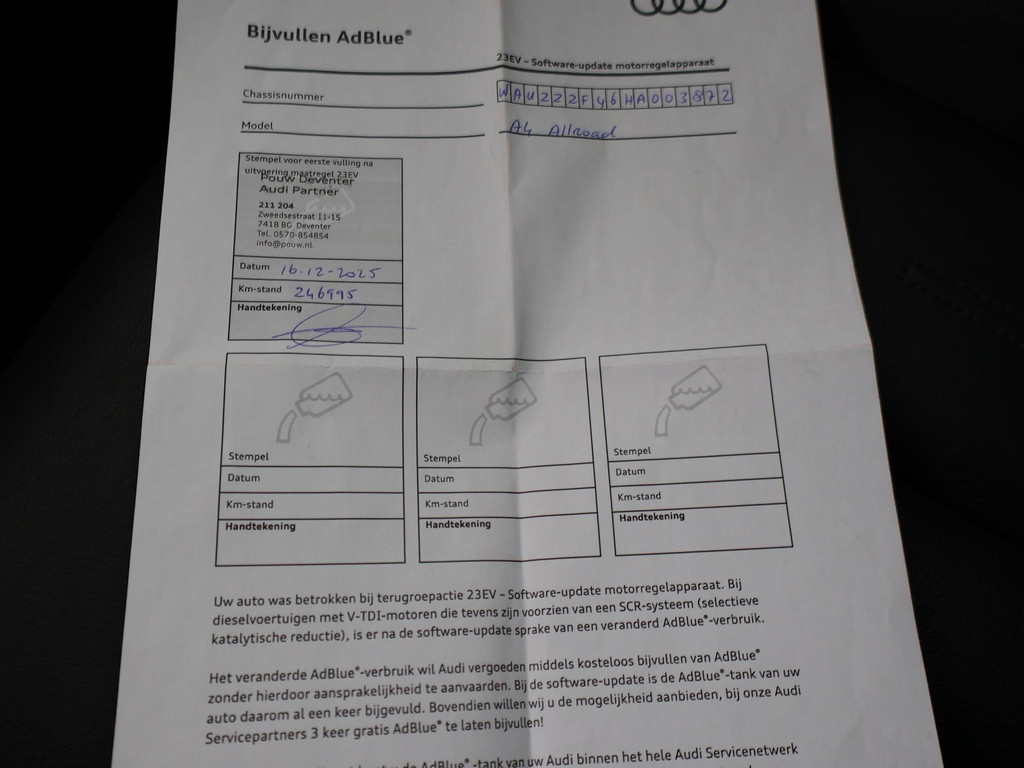 Bijvullen AdBlue®
23EV – Software-update motorregelapparaat
Chassisnummer WAUZZZF46HA003872
Model A4 Allroad
Stempel voor eerste vulling na
uitvoering maatregel 23EV
Pouw Deventer
Audi Partner
211 204
Zweedsestraat 11-15
7418 BG Deventer
Tel. 0570-854854
info@pouw.nl
Datum 16-12-2025
Km-stand 246995
Handtekening
Stempel Stempel Stempel
Datum Datum Datum
Km-stand Km-stand Km-stand
Handtekening Handtekening Handtekening
Uw auto was betrokken bij terugroepactie 23EV – Software-update motorregelapparaat. Bij
dieselvoertuigen met V-TDI-motoren die tevens zijn voorzien van een SCR-systeem (selectieve
katalytische reductie), is er na de software-update sprake van een veranderd AdBlue®-verbruik.
Het veranderde AdBlue®-verbruik wil Audi vergoeden middels kosteloos bijvullen van AdBlue®
zonder hierdoor aansprakelijkheid te aanvaarden. Bij de software-update is de AdBlue®-tank van uw
auto daarom al een keer bijgevuld. Bovendien willen wij u de mogelijkheid aanbieden, bij onze Audi
Servicepartners 3 keer gratis AdBlue® te laten bijvullen!
de AdBlue®-tank van uw Audi binnen het hele Audi Servicenetwerk